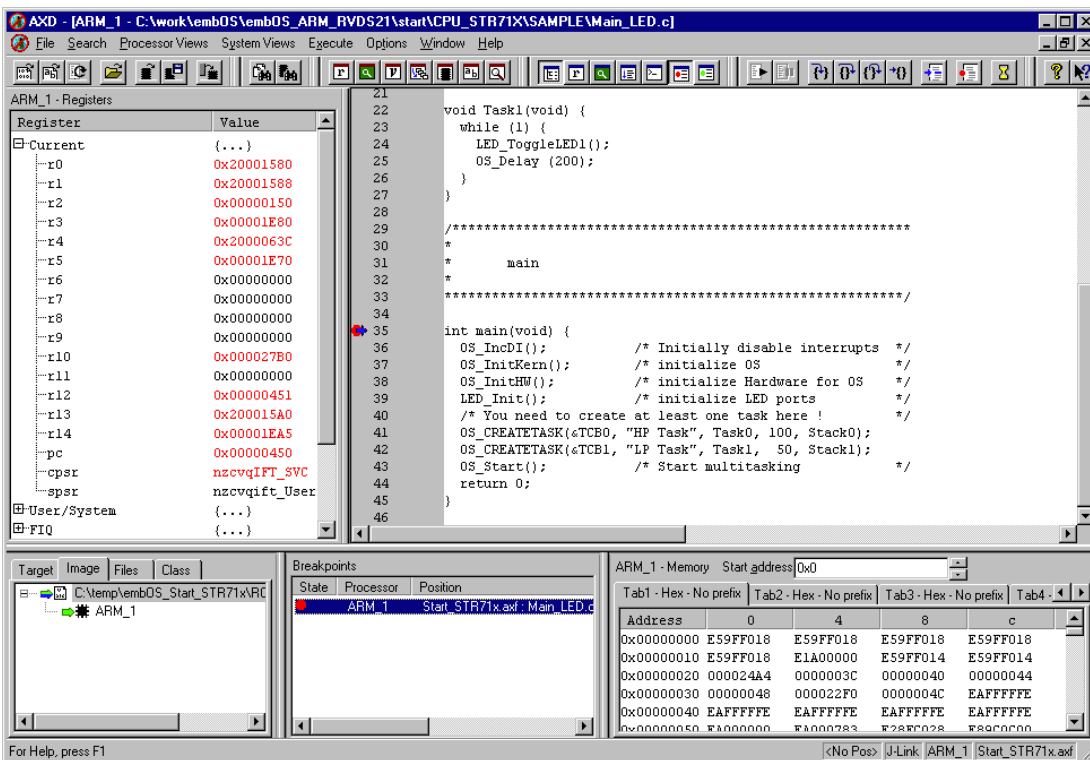 AXD - [ARM_1 - C:\work\embOS\embOS_ARM_RVDS21\start\CPU_STR71X\SAMPLE\Main_LED.c]
File Search Processor Views System Views Execute Options Window Help
ARM_1 - Registers
Register Value
Current {...}
r0 0x20001580
r1 0x20001588
r2 0x00000150
r3 0x00001E80
r4 0x2000063C
r5 0x00001E70
r6 0x00000000
r7 0x00000000
r8 0x00000000
r9 0x00000000
r10 0x000027B0
r11 0x00000000
r12 0x00000451
r13 0x200015A0
r14 0x00001EA5
pc 0x00000450
cpsr nzcvqIFT_SVC
spsr nzcvqift_User
User/System {...}
FIQ {...}
21
22 void Task1(void) {
23 while (1) {
24 LED_ToggleLED1();
25 OS_Delay (200);
26 }
27 }
28
29 /**********************************************************
30 *
31 * main
32 *
33 **********************************************************/
34
35 int main(void) {
36 OS_IncDI(); /* Initially disable interrupts */
37 OS_InitKern(); /* initialize OS */
38 OS_InitHW(); /* initialize Hardware for OS */
39 LED_Init(); /* initialize LED ports */
40 /* You need to create at least one task here ! */
41 OS_CREATETASK(&TCB0, "HP Task", Task0, 100, Stack0);
42 OS_CREATETASK(&TCB1, "LP Task", Task1, 50, Stack1);
43 OS_Start(); /* Start multitasking */
44 return 0;
45 }
46
Target Image Files Class
C:\temp\embOS_Start_STR71x\RC
ARM_1
Breakpoints
State Processor Position
ARM_1 Start_STR71x.axf : Main_LED.c
ARM_1 - Memory Start address 0x0
Tab1 - Hex - No prefix Tab2 - Hex - No prefix Tab3 - Hex - No prefix Tab4 -
Address 0 4 8 c
0x00000000 E59FF018 E59FF018 E59FF018 E59FF018
0x00000010 E59FF018 E1A00000 E59FF014 E59FF014
0x00000020 000024A4 0000003C 00000040 00000044
0x00000030 00000048 000022F0 0000004C EAFFFFFE
0x00000040 EAFFFFFE EAFFFFFE EAFFFFFE EAFFFFFE
0x00000050 EA000000 EA000783 E28FC028 E89C0C00
For Help, press F1
<No Pos> J-Link ARM_1 Start_STR71x.axf